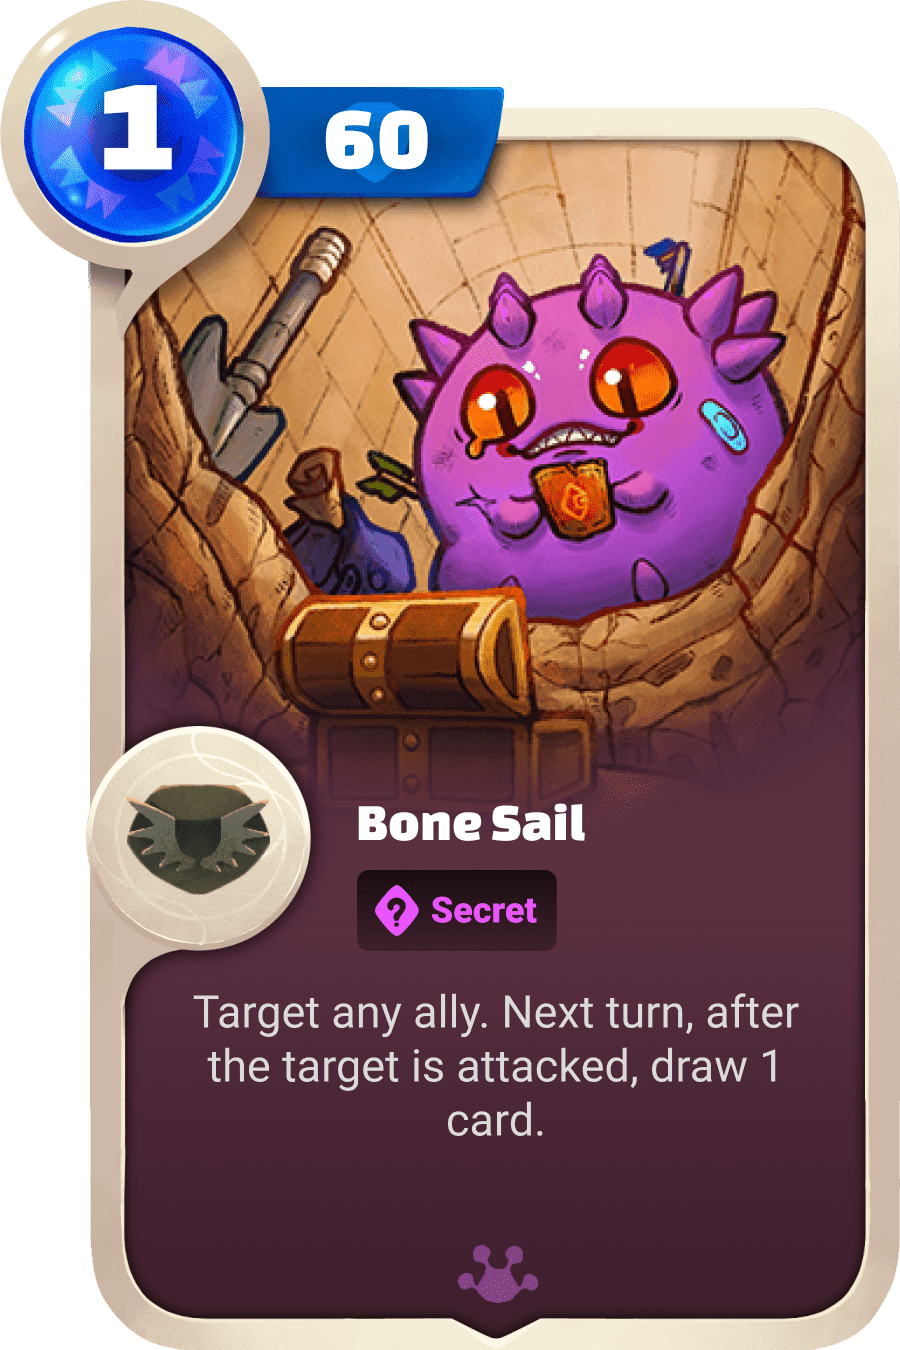 1
60
Bone Sail
? Secret
Target any ally. Next turn, after
the target is attacked, draw 1
card.